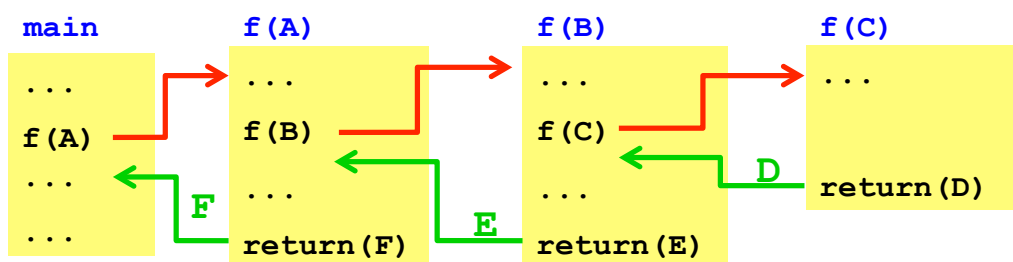 main
...
f(A)
...
...
F
f(A)
...
f(B)
...
return(F)
E
f(B)
...
f(C)
...
return(E)
D
f(C)
...
return(D)